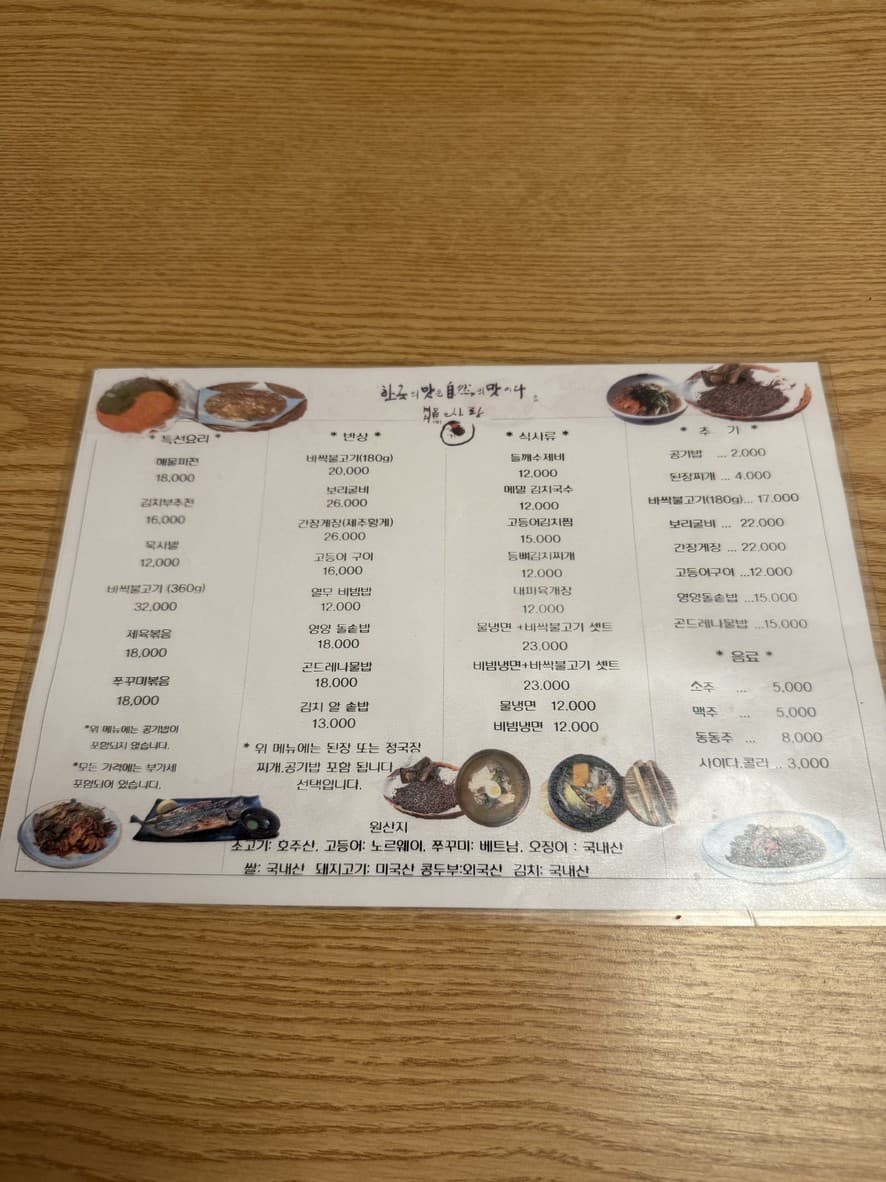 한국의 맛은 自然의 맛이다
* 특선요리 *
해물파전
18,000
김치부추전
16,000
묵사발
12,000
바싹불고기 (360g)
32,000
제육볶음
18,000
쭈꾸미볶음
18,000
*위 메뉴에는 공기밥이
포함되지 않습니다.
*모든 가격에는 부가세
포함되어 있습니다.
* 반상 *
바싹불고기(180g)
20,000
보리굴비
26.000
간장게장(제주황게)
26.000
고등어 구이
16,000
열무 비빔밥
12.000
영양 돌솥밥
18.000
곤드레나물밥
18.000
김치 알 솥밥
13.000
* 위 메뉴에는 된장 또는 청국장
찌개.공기밥 포함 됩니다
선택입니다.
* 식사류 *
들깨수제비
12.000
메밀 김치국수
12.000
고등어김치찜
15.000
등뼈김치찌개
12.000
대파육개장
12.000
물냉면 +바싹불고기 셋트
23.000
비빔냉면+바싹불고기 셋트
23.000
물냉면 12.000
비빔냉면 12.000
* 추 가 *
공기밥 ... 2.000
된장찌개 ... 4.000
바싹불고기(180g)... 17.000
보리굴비 ... 22.000
간장게장 ... 22.000
고등어구이 ...12.000
영양돌솥밥 ...15.000
곤드레나물밥 ...15.000
* 음료 *
소주 ... 5,000
맥주 ... 5,000
동동주 ... 8,000
사이다.콜라 .. 3,000
원산지
소고기: 호주산. 고등어: 노르웨이. 쭈꾸미: 베트남. 오징어 : 국내산
쌀: 국내산 돼지고기: 미국산 콩두부:외국산 김치: 국내산